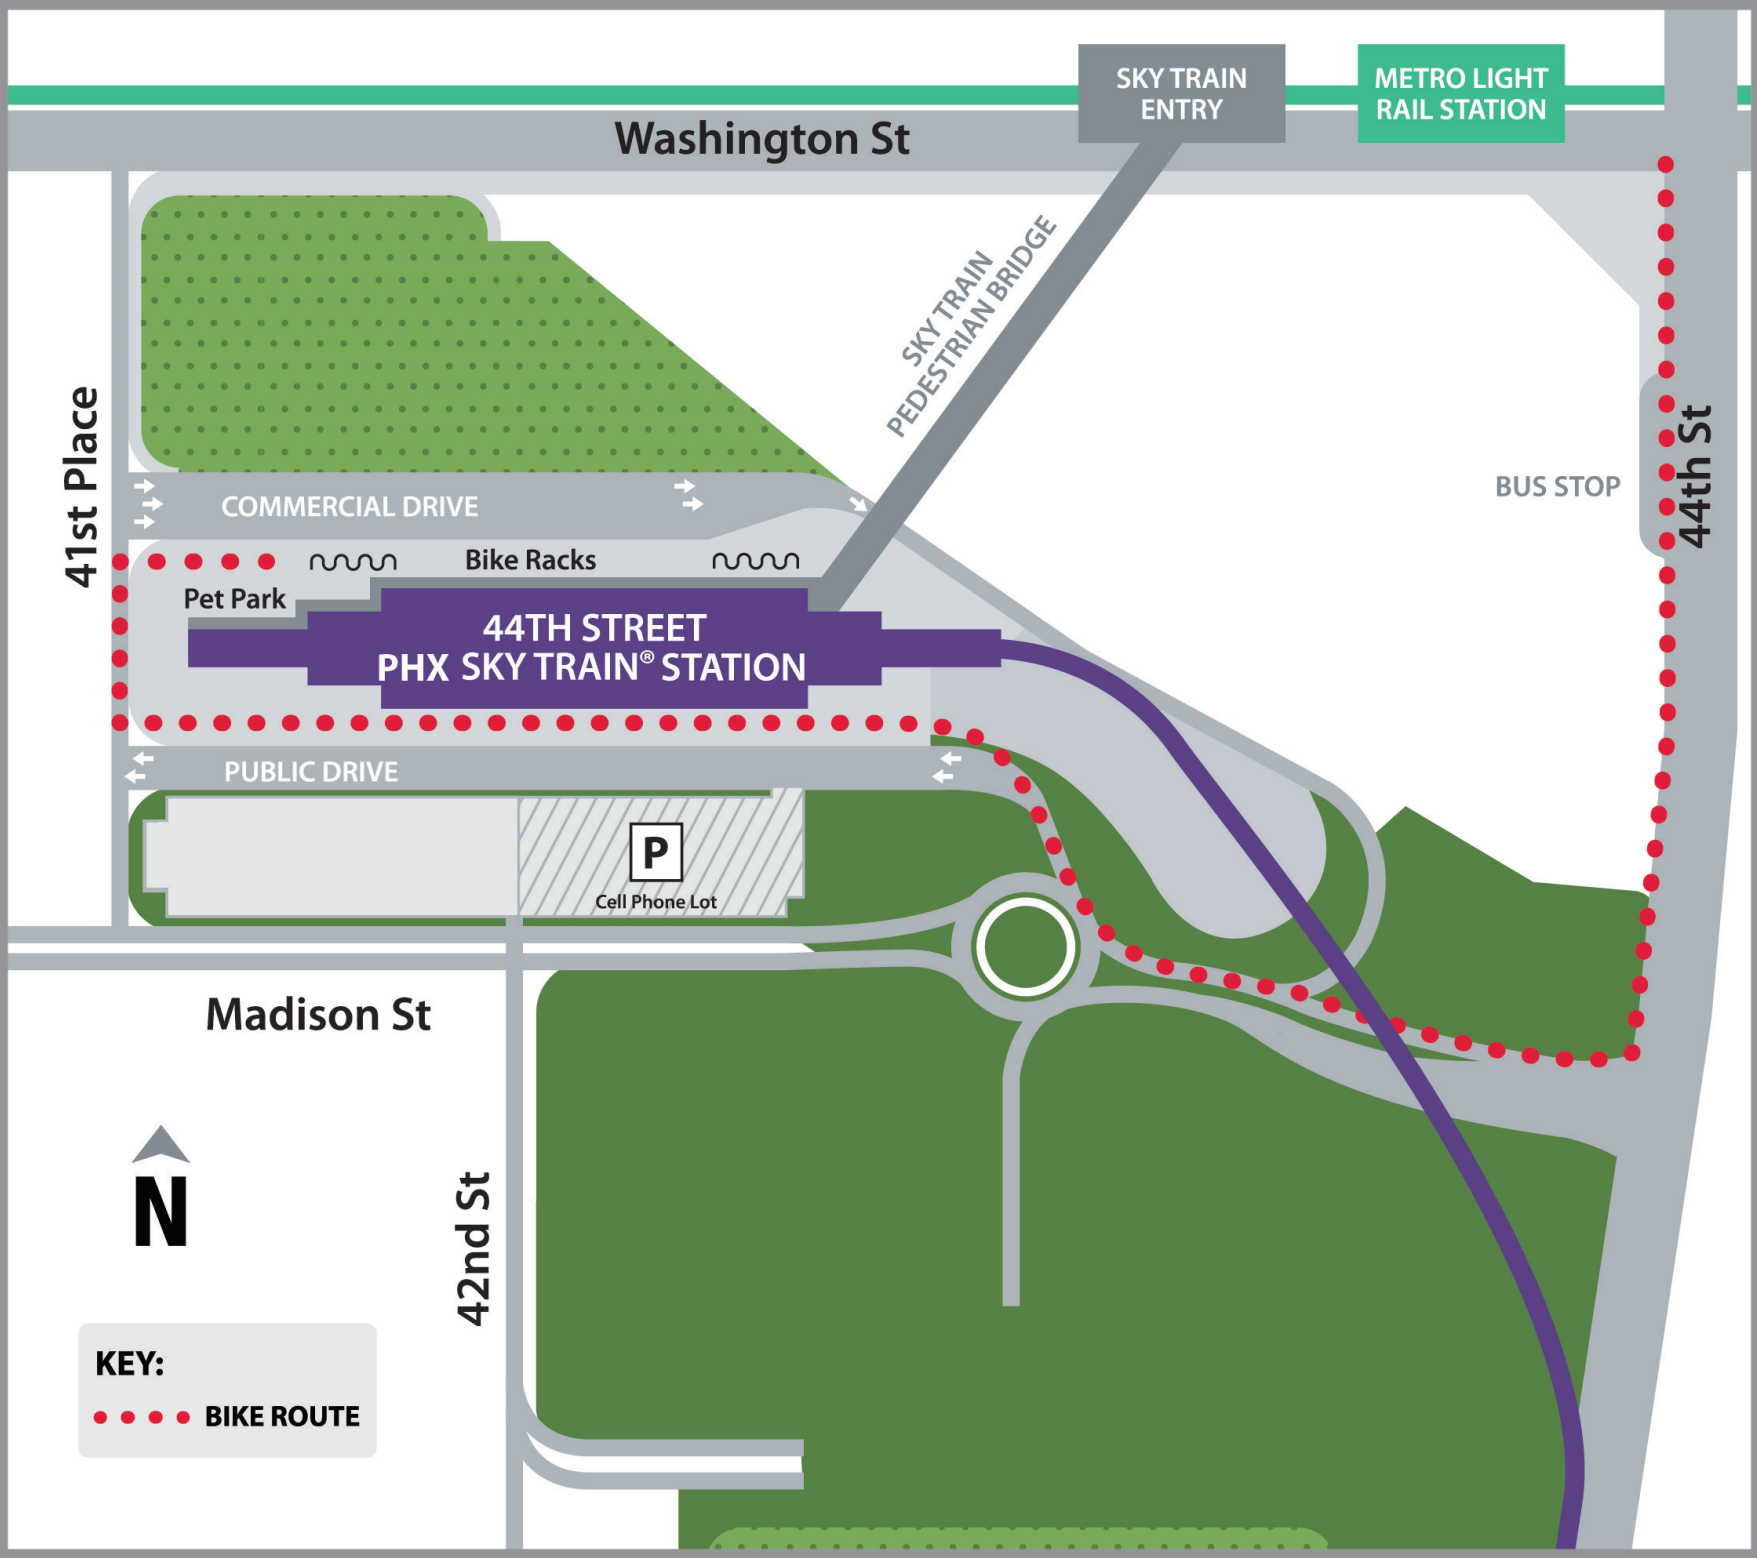 SKY TRAIN
ENTRY
METRO LIGHT
RAIL STATION
Washington St
SKY TRAIN
PEDESTRIAN BRIDGE
41st Place
44th St
BUS STOP
COMMERCIAL DRIVE
Bike Racks
Pet Park
44TH STREET
PHX SKY TRAIN® STATION
PUBLIC DRIVE
P
Cell Phone Lot
Madison St
42nd St
N
KEY:
BIKE ROUTE